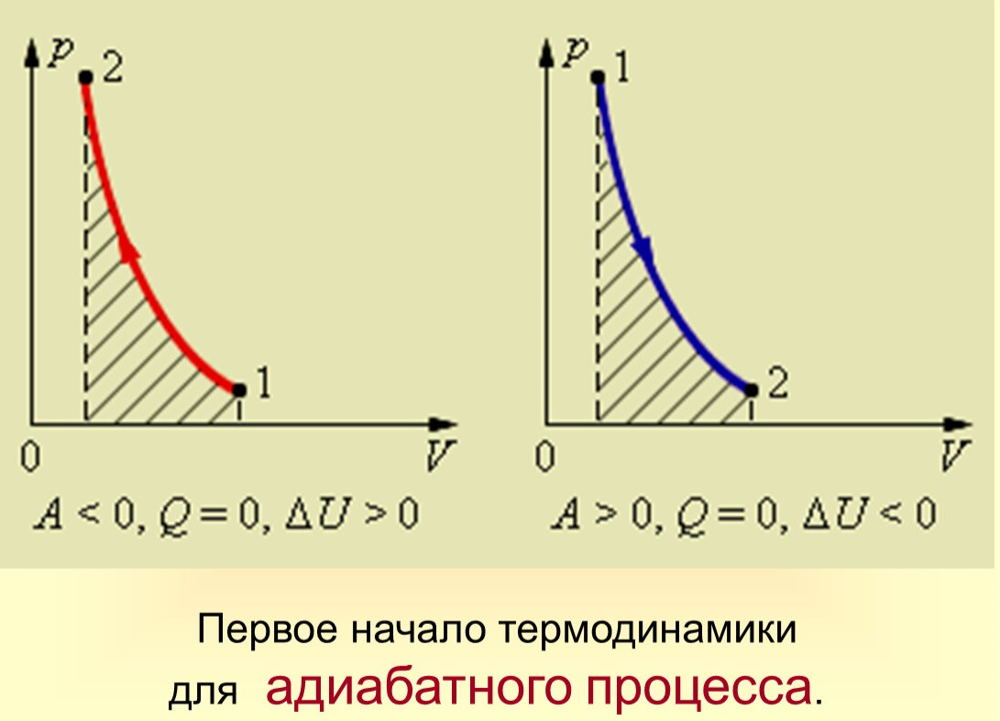 p 2
1
0 V
A < 0, Q = 0, ΔU > 0
p 1
2
0 V
A > 0, Q = 0, ΔU < 0
Первое начало термодинамики
для адиабатного процесса.